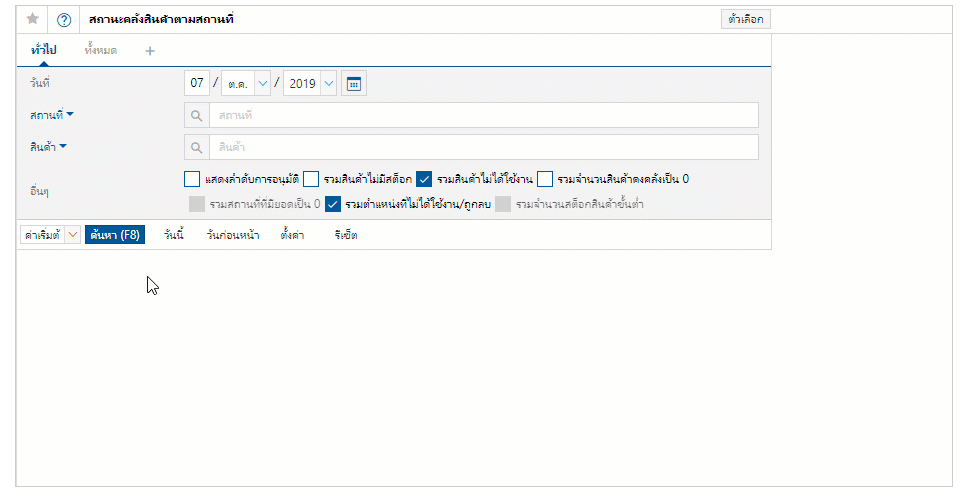 สถานะคลังสินค้าตามสถานที่ ตัวเลือก
ทั่วไป ทั้งหมด +
วันที่ 07 / ต.ค. / 2019
สถานที่ สถานที่
สินค้า สินค้า
แสดงลำดับการอนุมัติ รวมสินค้าไม่มีสต็อก รวมสินค้าไม่ได้ใช้งาน รวมจำนวนสินค้าคงคลังเป็น 0
อื่นๆ
รวมสถานที่ที่มียอดเป็น 0 รวมตำแหน่งที่ไม่ได้ใช้งาน/ถูกลบ รวมจำนวนสต็อกสินค้าขั้นต่ำ
ค่าเริ่มต้ ค้นหา (F8) วันนี้ วันก่อนหน้า ตั้งค่า รีเซ็ต